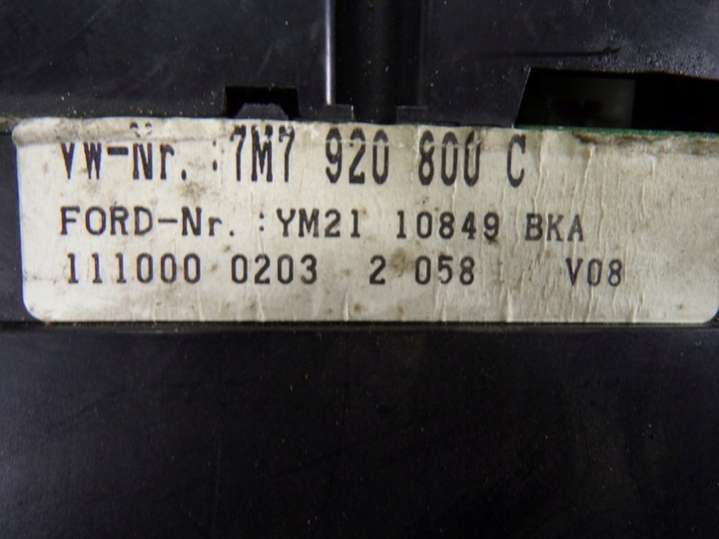 VW-Nr. :7M7 920 800 C
FORD-Nr. :YM21 10849 BKA
111000 0203 2 058 V08